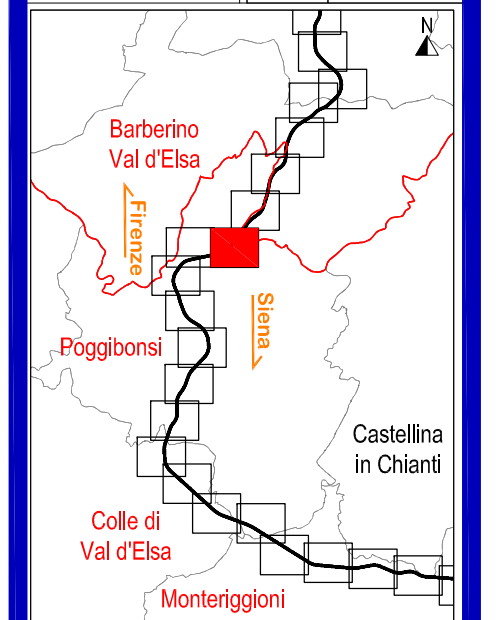 N
Barberino
Val d'Elsa
Firenze
Siena
Poggibonsi
Castellina
in Chianti
Colle di
Val d'Elsa
Monteriggioni